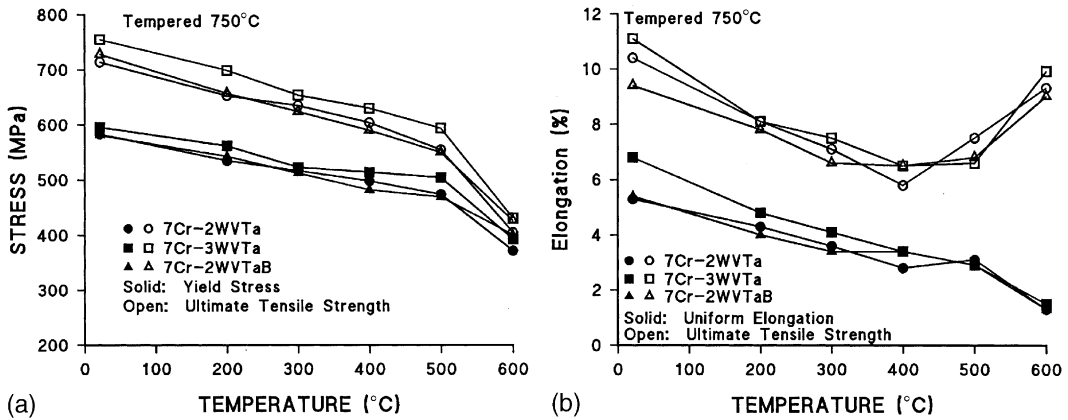 Tempered 750°C
800
700
600
500
400
300
200
STRESS (MPa)
7Cr-2WVTa
7Cr-3WVTa
7Cr-2WVTaB
Solid: Yield Stress
Open: Ultimate Tensile Strength
0 100 200 300 400 500 600
(a) TEMPERATURE (°C)
Tempered 750°C
12
10
8
6
4
2
0
Elongation (%)
7Cr-2WVTa
7Cr-3WVTa
7Cr-2WVTaB
Solid: Uniform Elongation
Open: Ultimate Tensile Strength
0 100 200 300 400 500 600
(b) TEMPERATURE (°C)